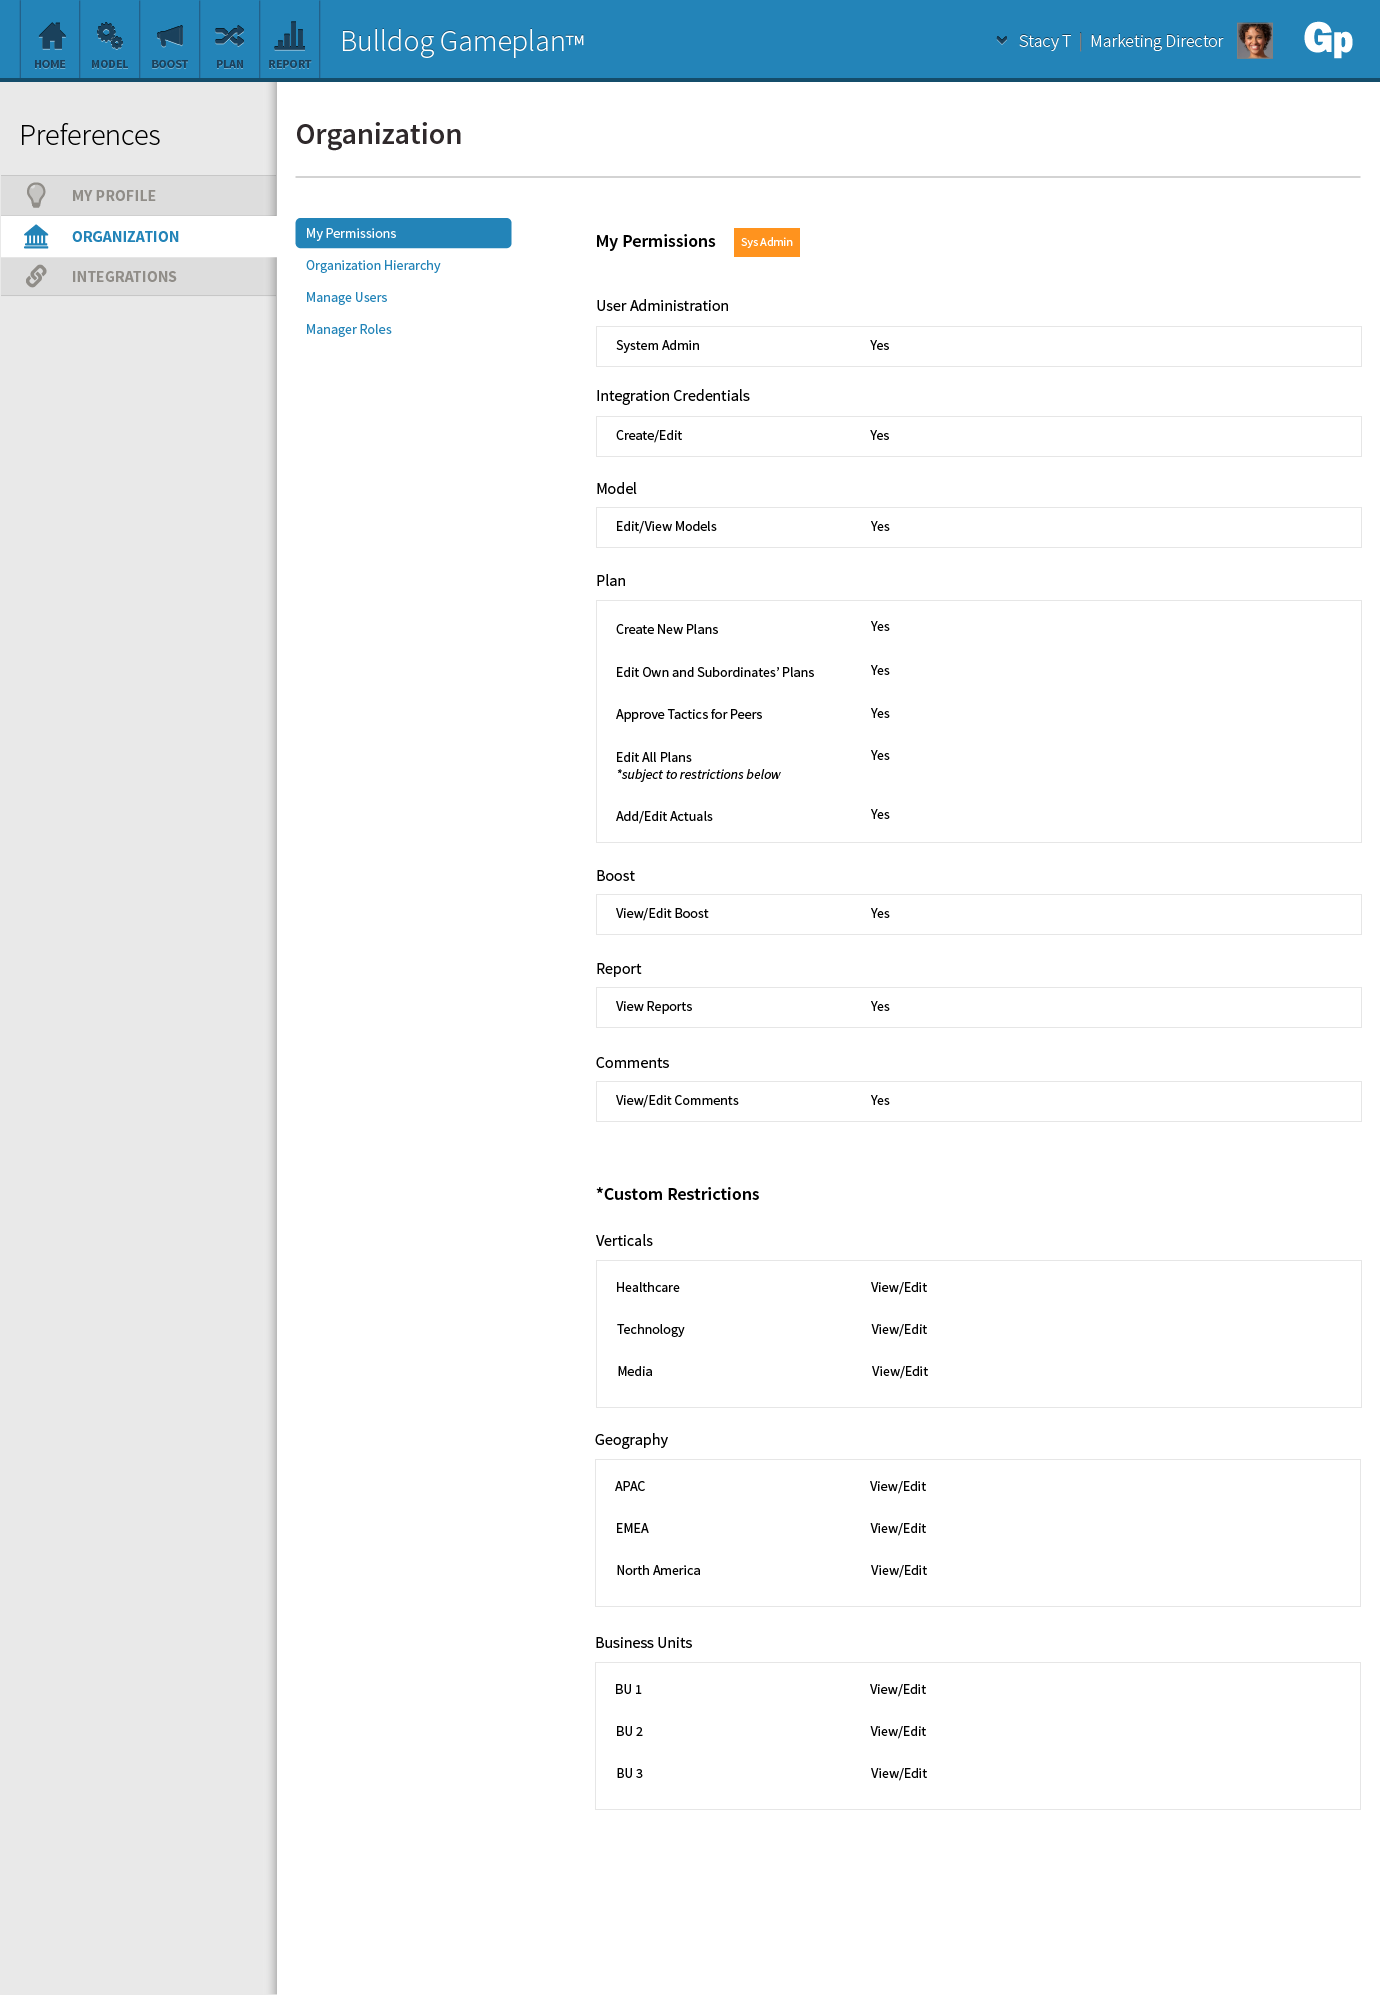 HOME
MODEL
BOOST
PLAN
REPORT
Bulldog Gameplan™
Stacy T
Marketing Director
Gp
Preferences
MY PROFILE
ORGANIZATION
INTEGRATIONS
Organization
My Permissions
Organization Hierarchy
Manage Users
Manager Roles
My Permissions
Sys Admin
User Administration
System Admin Yes
Integration Credentials
Create/Edit Yes
Model
Edit/View Models Yes
Plan
Create New Plans Yes
Edit Own and Subordinates’ Plans Yes
Approve Tactics for Peers Yes
Edit All Plans Yes
*subject to restrictions below
Add/Edit Actuals Yes
Boost
View/Edit Boost Yes
Report
View Reports Yes
Comments
View/Edit Comments Yes
*Custom Restrictions
Verticals
Healthcare View/Edit
Technology View/Edit
Media View/Edit
Geography
APAC View/Edit
EMEA View/Edit
North America View/Edit
Business Units
BU 1 View/Edit
BU 2 View/Edit
BU 3 View/Edit